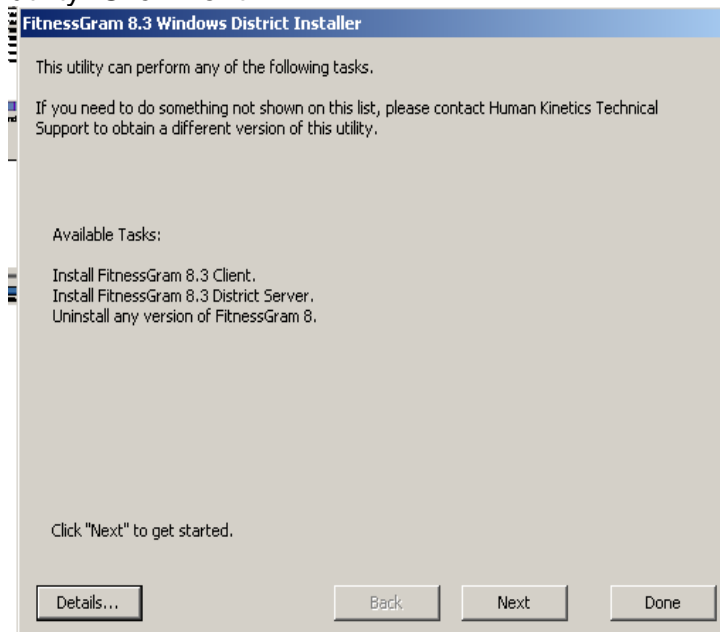 FitnessGram 8.3 Windows District Installer
This utility can perform any of the following tasks.
If you need to do something not shown on this list, please contact Human Kinetics Technical
Support to obtain a different version of this utility.
Available Tasks:
Install FitnessGram 8.3 Client.
Install FitnessGram 8.3 District Server.
Uninstall any version of FitnessGram 8.
Click "Next" to get started.
Details...
Back
Next
Done